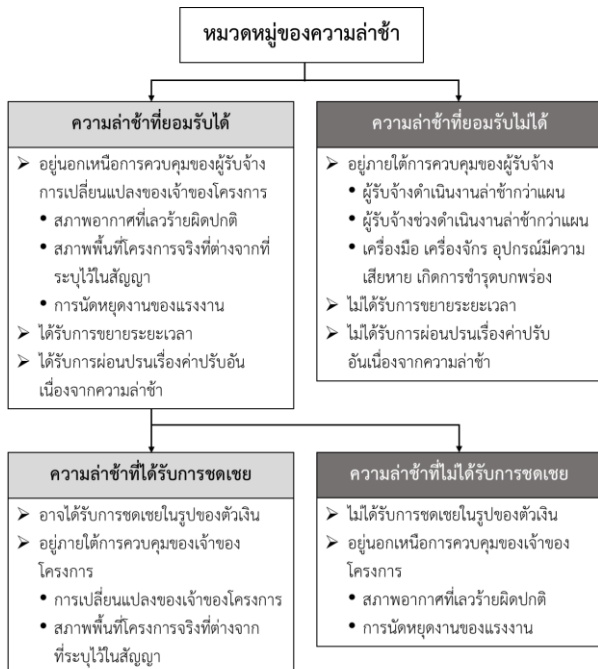 หมวดหมู่ของความล่าช้า
ความล่าช้าที่ยอมรับได้
➢ อยู่นอกเหนือการควบคุมของผู้รับจ้าง
การเปลี่ยนแปลงของเจ้าของโครงการ
• สภาพอากาศที่เลวร้ายผิดปกติ
• สภาพพื้นที่โครงการจริงที่ต่างจากที่
ระบุไว้ในสัญญา
• การนัดหยุดงานของแรงงาน
➢ ได้รับการขยายระยะเวลา
➢ ได้รับการผ่อนปรนเรื่องค่าปรับอัน
เนื่องจากความล่าช้า
ความล่าช้าที่ยอมรับไม่ได้
➢ อยู่ภายใต้การควบคุมของผู้รับจ้าง
• ผู้รับจ้างดำเนินงานล่าช้ากว่าแผน
• ผู้รับจ้างช่วงดำเนินงานล่าช้ากว่าแผน
• เครื่องมือ เครื่องจักร อุปกรณ์มีความ
เสียหาย เกิดการชำรุดบกพร่อง
➢ ไม่ได้รับการขยายระยะเวลา
➢ ไม่ได้รับการผ่อนปรนเรื่องค่าปรับ
อันเนื่องจากความล่าช้า
ความล่าช้าที่ได้รับการชดเชย
➢ อาจได้รับการชดเชยในรูปของตัวเงิน
➢ อยู่ภายใต้การควบคุมของเจ้าของ
โครงการ
• การเปลี่ยนแปลงของเจ้าของโครงการ
• สภาพพื้นที่โครงการจริงที่ต่างจาก
ที่ระบุไว้ในสัญญา
ความล่าช้าที่ไม่ได้รับการชดเชย
➢ ไม่ได้รับการชดเชยในรูปของตัวเงิน
➢ อยู่นอกเหนือการควบคุมของเจ้าของ
โครงการ
• สภาพอากาศที่เลวร้ายผิดปกติ
• การนัดหยุดงานของแรงงาน